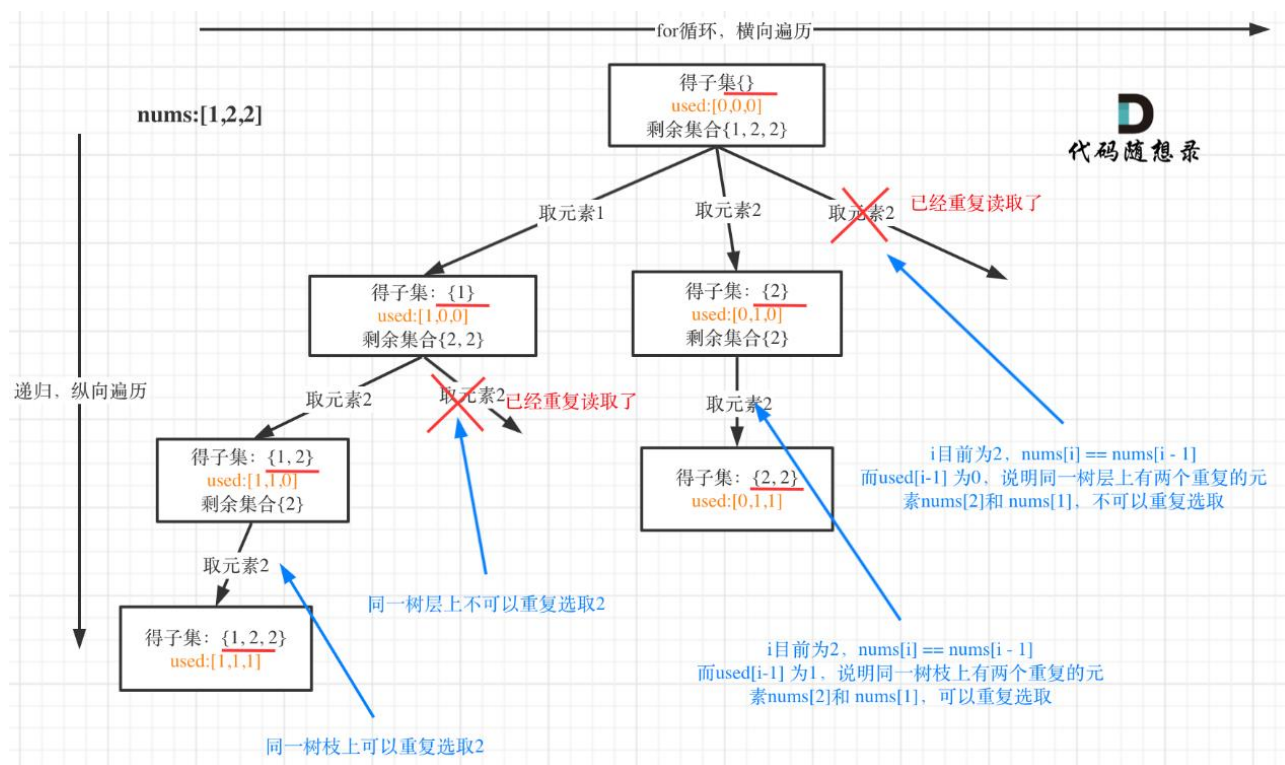 for循环，横向遍历
得子集{}
used:[0,0,0]
剩余集合{1, 2, 2}
nums:[1,2,2]
代码随想录
取元素1
取元素2
取元素2
已经重复读取了
得子集：{1}
used:[1,0,0]
剩余集合{2, 2}
得子集：{2}
used:[0,1,0]
剩余集合{2}
递归，纵向遍历
取元素2
取元素2
已经重复读取了
取元素2
得子集：{1, 2}
used:[1,1,0]
剩余集合{2}
得子集：{2, 2}
used:[0,1,1]
i目前为2，nums[i] == nums[i - 1]
而used[i-1] 为0，说明同一树层上有两个重复的元
素nums[2]和 nums[1]，不可以重复选取
取元素2
同一树层上不可以重复选取2
得子集：{1, 2, 2}
used:[1,1,1]
i目前为2，nums[i] == nums[i - 1]
而used[i-1] 为1，说明同一树枝上有两个重复的元
素nums[2]和 nums[1]，可以重复选取
同一树枝上可以重复选取2